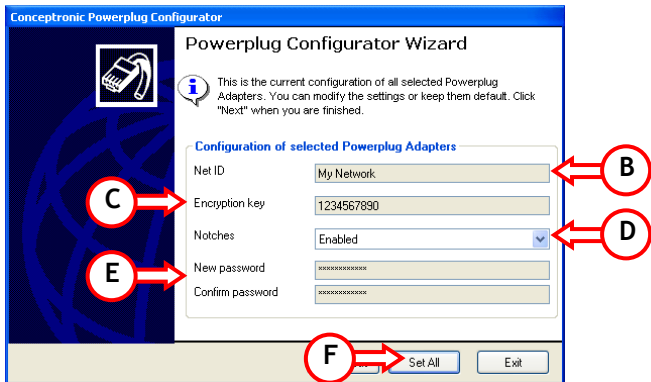 Conceptronic Powerplug Configurator
Powerplug Configurator Wizard
This is the current configuration of all selected Powerplug
Adapters. You can modify the settings or keep them default. Click
"Next" when you are finished.
Configuration of selected Powerplug Adapters
Net ID
My Network
B
C
Encryption key
1234567890
Notches
Enabled
D
E
New password
xxxxxxxxxxxx
Confirm password
xxxxxxxxxxxx
F
Set All
Exit